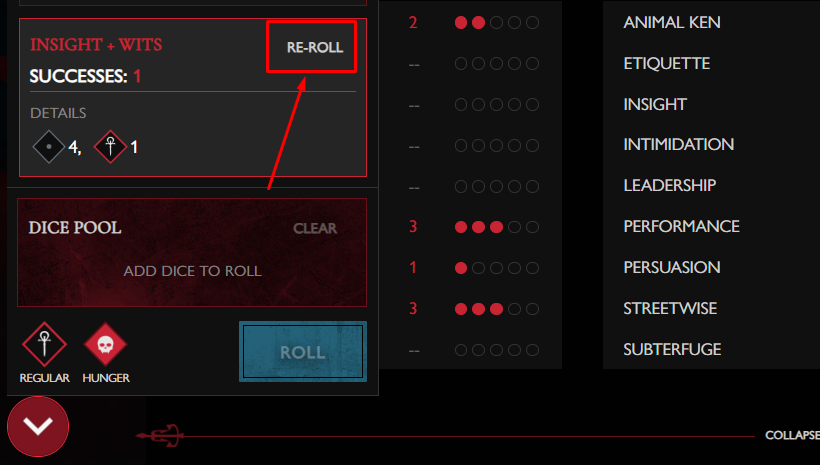 INSIGHT + WITS
RE-ROLL
SUCCESSES: 1
DETAILS
4, 1
DICE POOL
CLEAR
ADD DICE TO ROLL
REGULAR
HUNGER
ROLL
2
ANIMAL KEN
--
ETIQUETTE
--
INSIGHT
--
INTIMIDATION
--
LEADERSHIP
3
PERFORMANCE
1
PERSUASION
3
STREETWISE
--
SUBTERFUGE
COLLAPSE